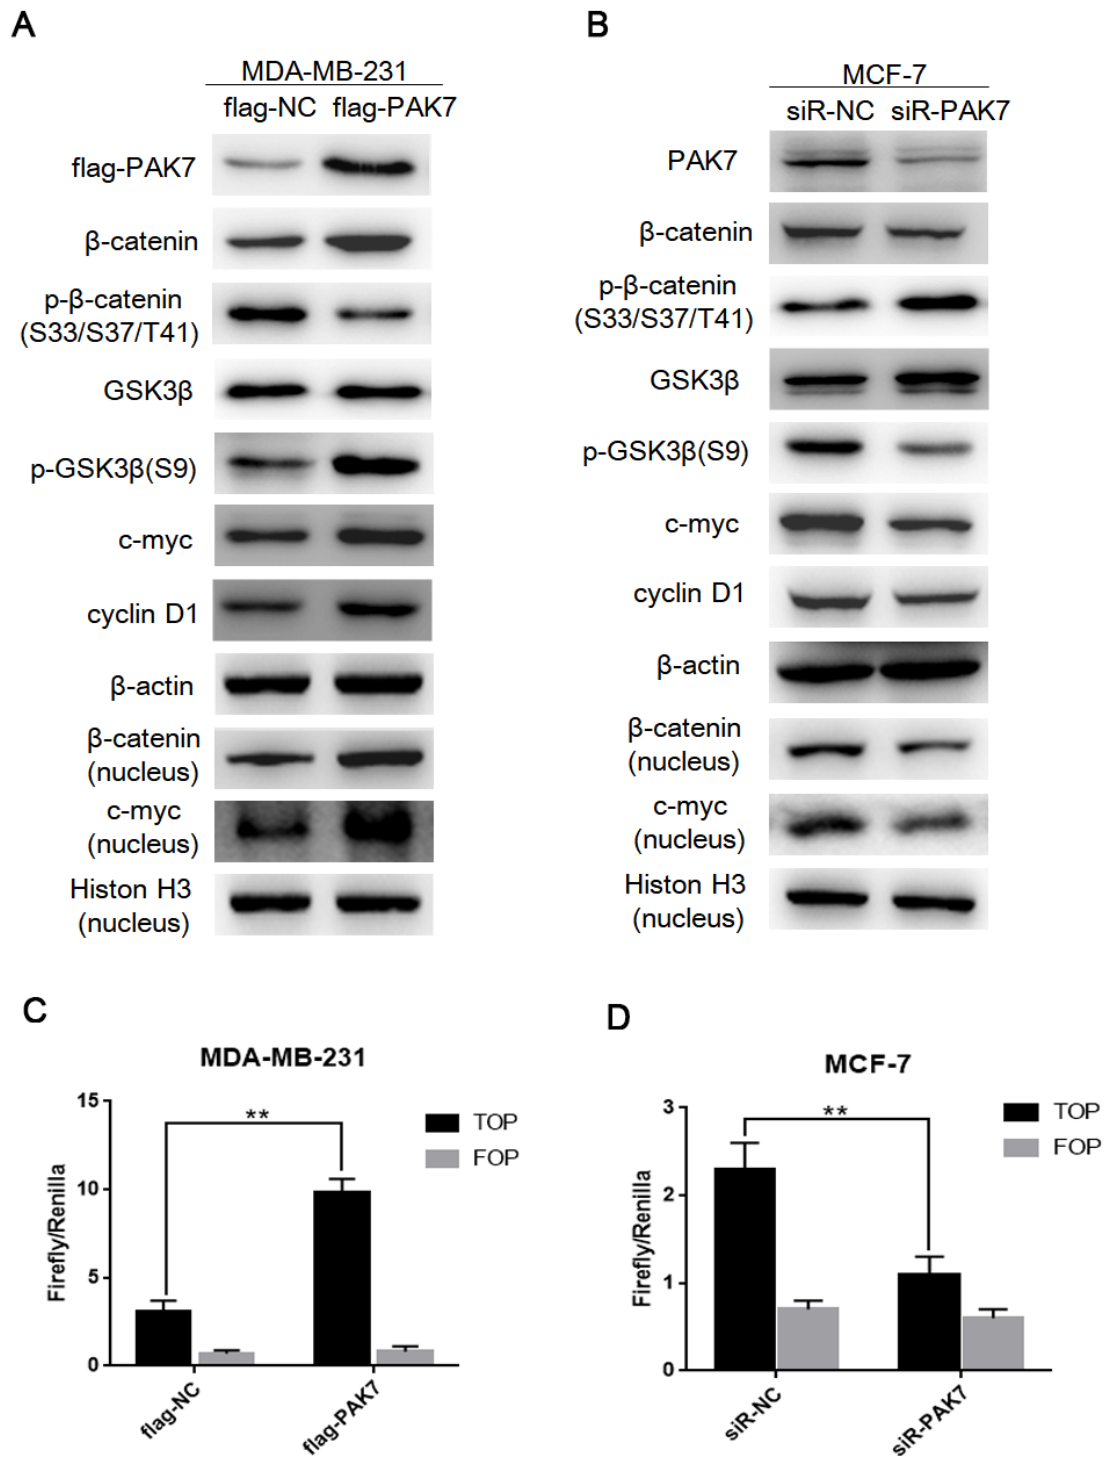 A
MDA-MB-231
flag-NC flag-PAK7
flag-PAK7
β-catenin
p-β-catenin
(S33/S37/T41)
GSK3β
p-GSK3β(S9)
c-myc
cyclin D1
β-actin
β-catenin
(nucleus)
c-myc
(nucleus)
Histon H3
(nucleus)
B
MCF-7
siR-NC siR-PAK7
PAK7
β-catenin
p-β-catenin
(S33/S37/T41)
GSK3β
p-GSK3β(S9)
c-myc
cyclin D1
β-actin
β-catenin
(nucleus)
c-myc
(nucleus)
Histon H3
(nucleus)
C
MDA-MB-231
Firefly/Renilla
15
10
5
0
**
TOP
FOP
flag-NC
flag-PAK7
D
MCF-7
Firefly/Renilla
3
2
1
0
**
TOP
FOP
siR-NC
siR-PAK7